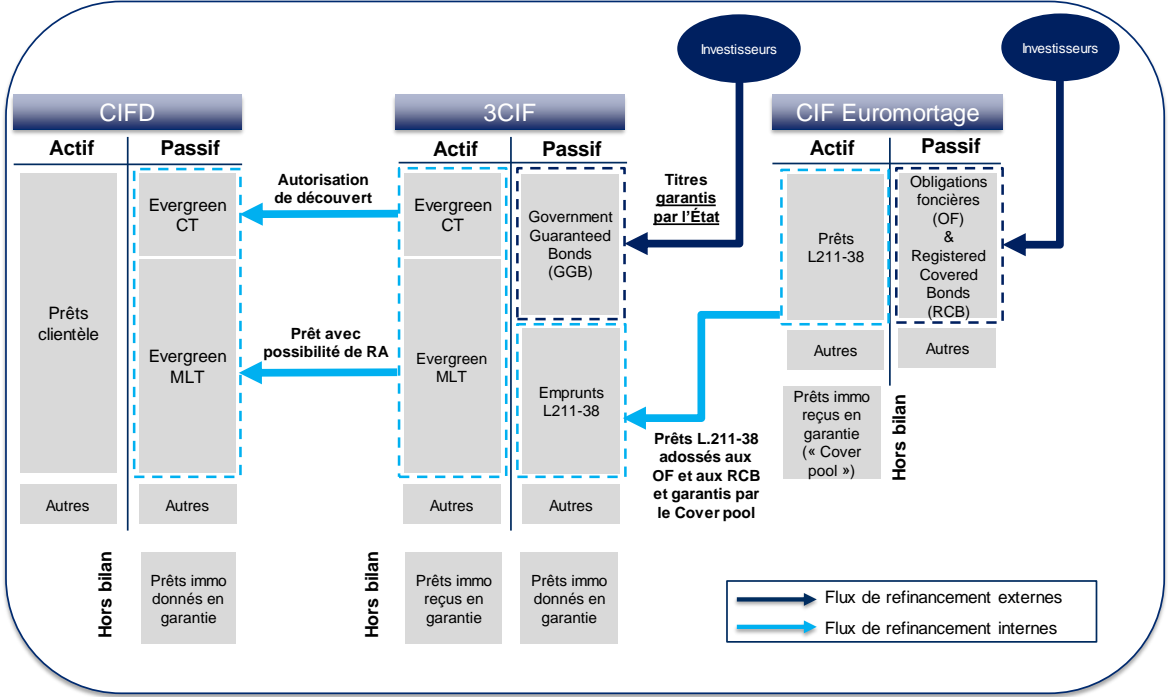 Investisseurs
Investisseurs
CIFD
3CIF
CIF Euromortage
Actif
Passif
Actif
Passif
Actif
Passif
Prêts
clientèle
Autres
Evergreen
CT
Evergreen
MLT
Autres
Hors bilan
Prêts immo
donnés en
garantie
Autorisation
de découvert
Prêt avec
possibilité de RA
Evergreen
CT
Evergreen
MLT
Autres
Hors bilan
Prêts immo
reçus en
garantie
Government
Guaranteed
Bonds
(GGB)
Emprunts
L211-38
Autres
Prêts immo
donnés en
garantie
Titres
garantis
par l'État
Prêts L.211-38
adossés aux
OF et aux RCB
et garantis par
le Cover pool
Prêts
L211-38
Autres
Prêts immo
reçus en
garantie
(« Cover
pool »)
Hors bilan
Obligations
foncières
(OF)
&
Registered
Covered
Bonds
(RCB)
Autres
Flux de refinancement externes
Flux de refinancement internes